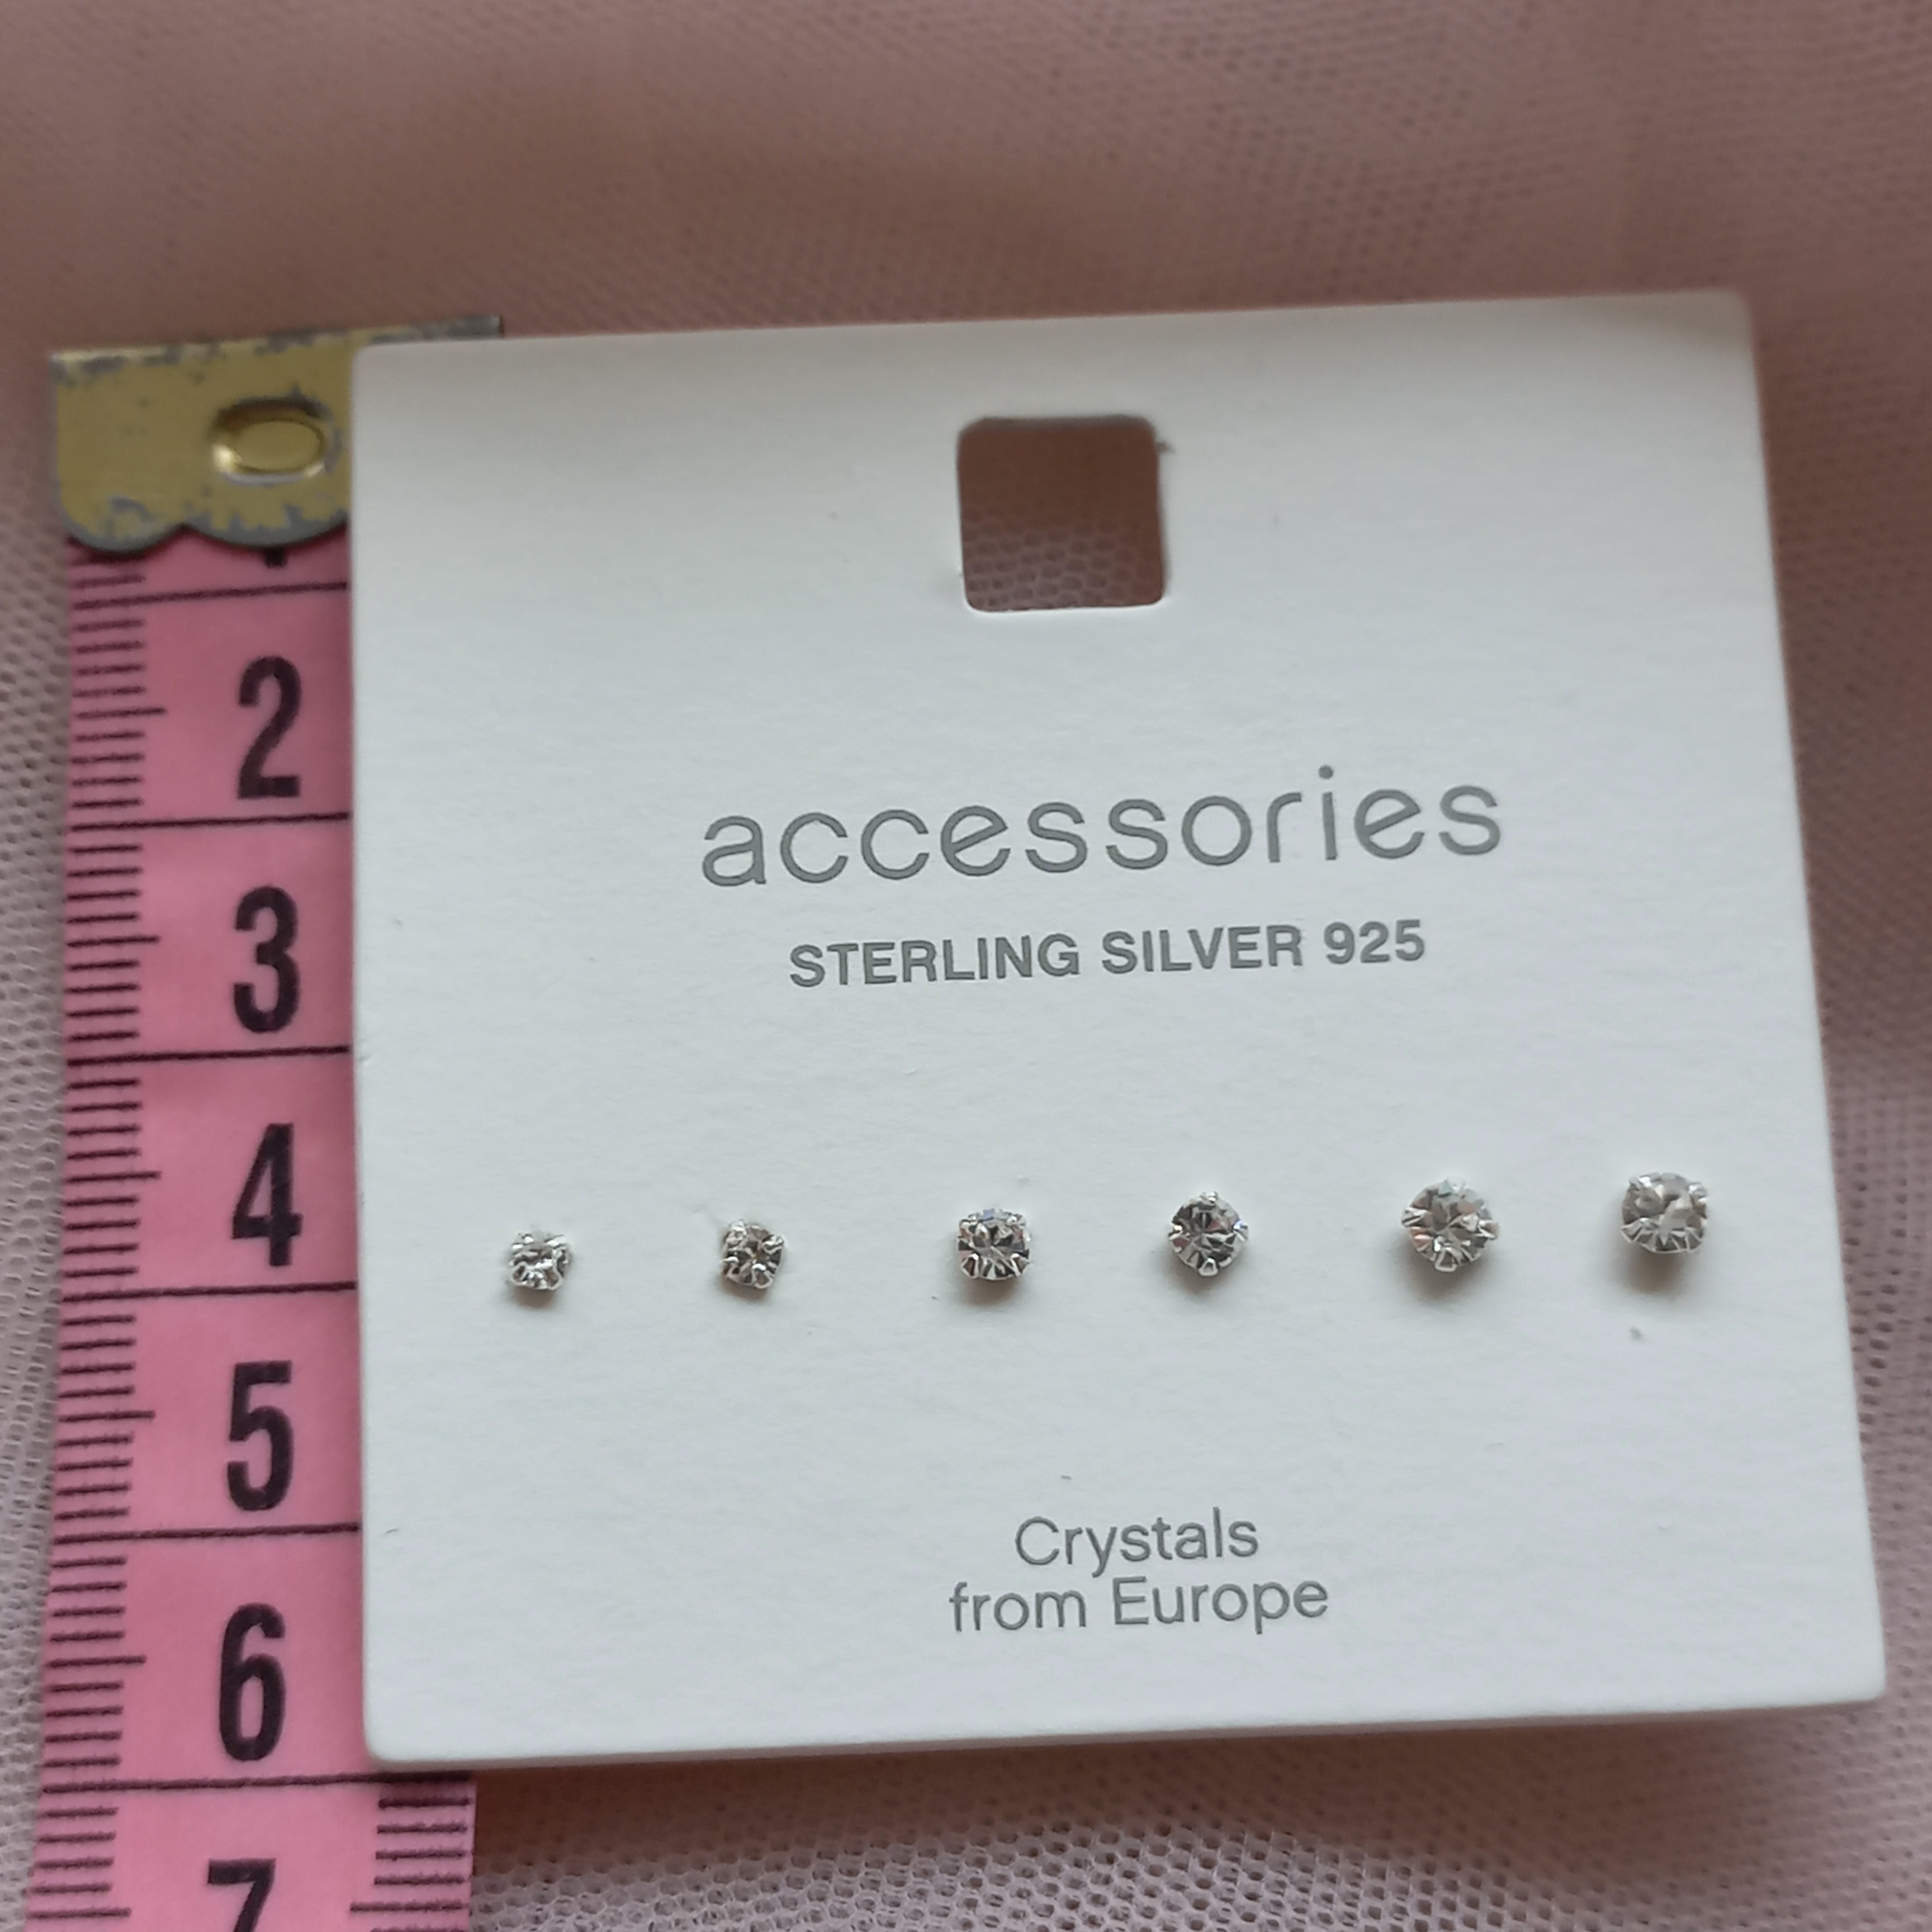 accessories
STERLING SILVER 925
Crystals
from Europe
2
3
4
5
6
7